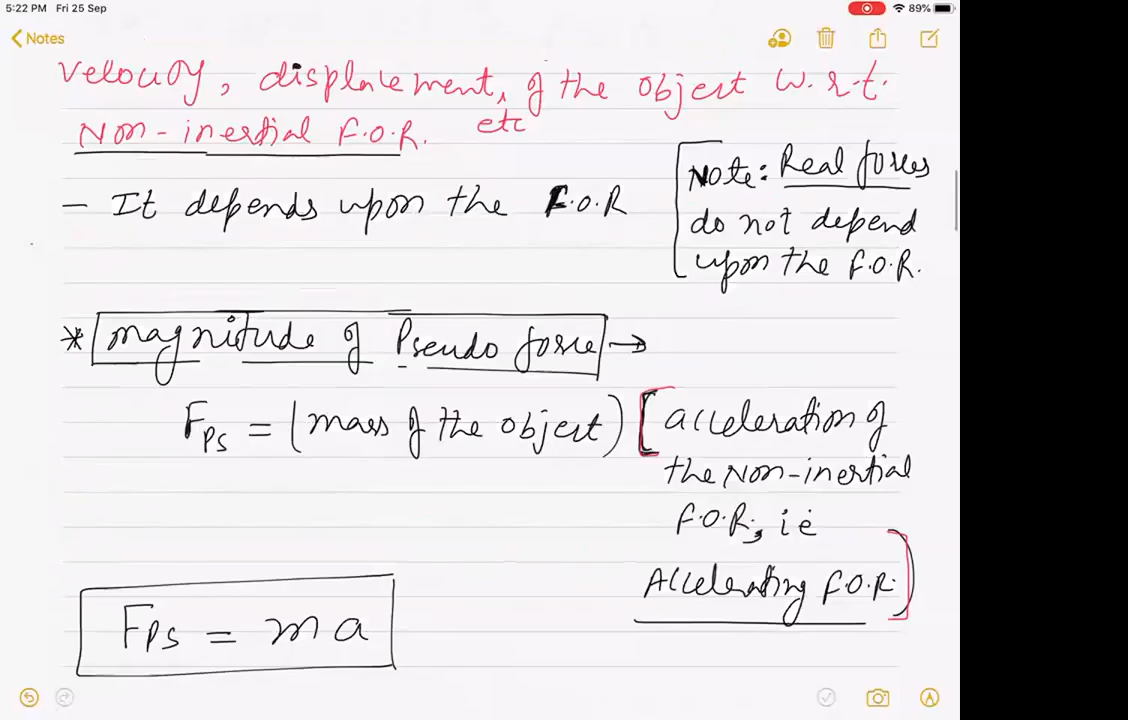 5:22 PM Fri 25 Sep
89%
Notes
velocity, displacement, of the object w.r.t.
etc
Non-inertial F.O.R.
- It depends upon the F.O.R
Note: Real forces
do not depend
upon the F.O.R.
* magnitude of Pseudo force →
Fps = (mass of the object) [acceleration of
the Non-inertial
F.O.R., i.e
Accelerating F.O.R.])
Fps = ma